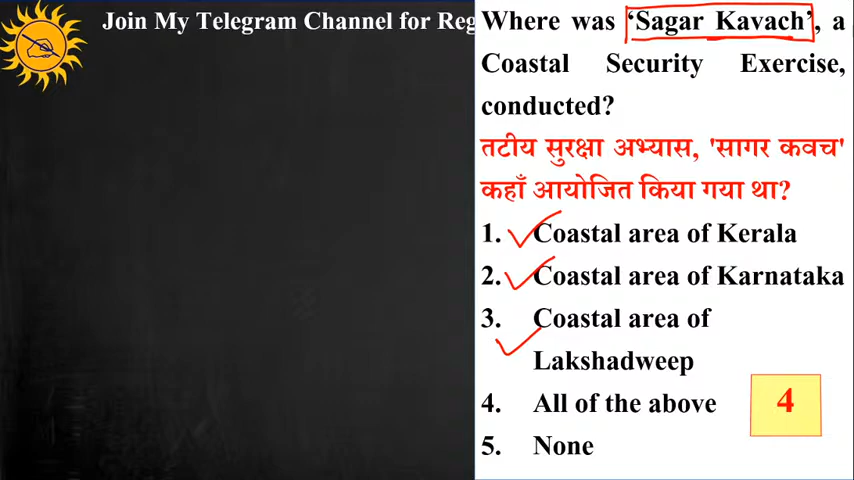 Join My Telegram Channel for Reg
Where was 'Sagar Kavach', a
Coastal Security Exercise,
conducted?
तटीय सुरक्षा अभ्यास, 'सागर कवच'
कहाँ आयोजित किया गया था?
1. Coastal area of Kerala
2. Coastal area of Karnataka
3. Coastal area of
Lakshadweep
4. All of the above
5. None
4